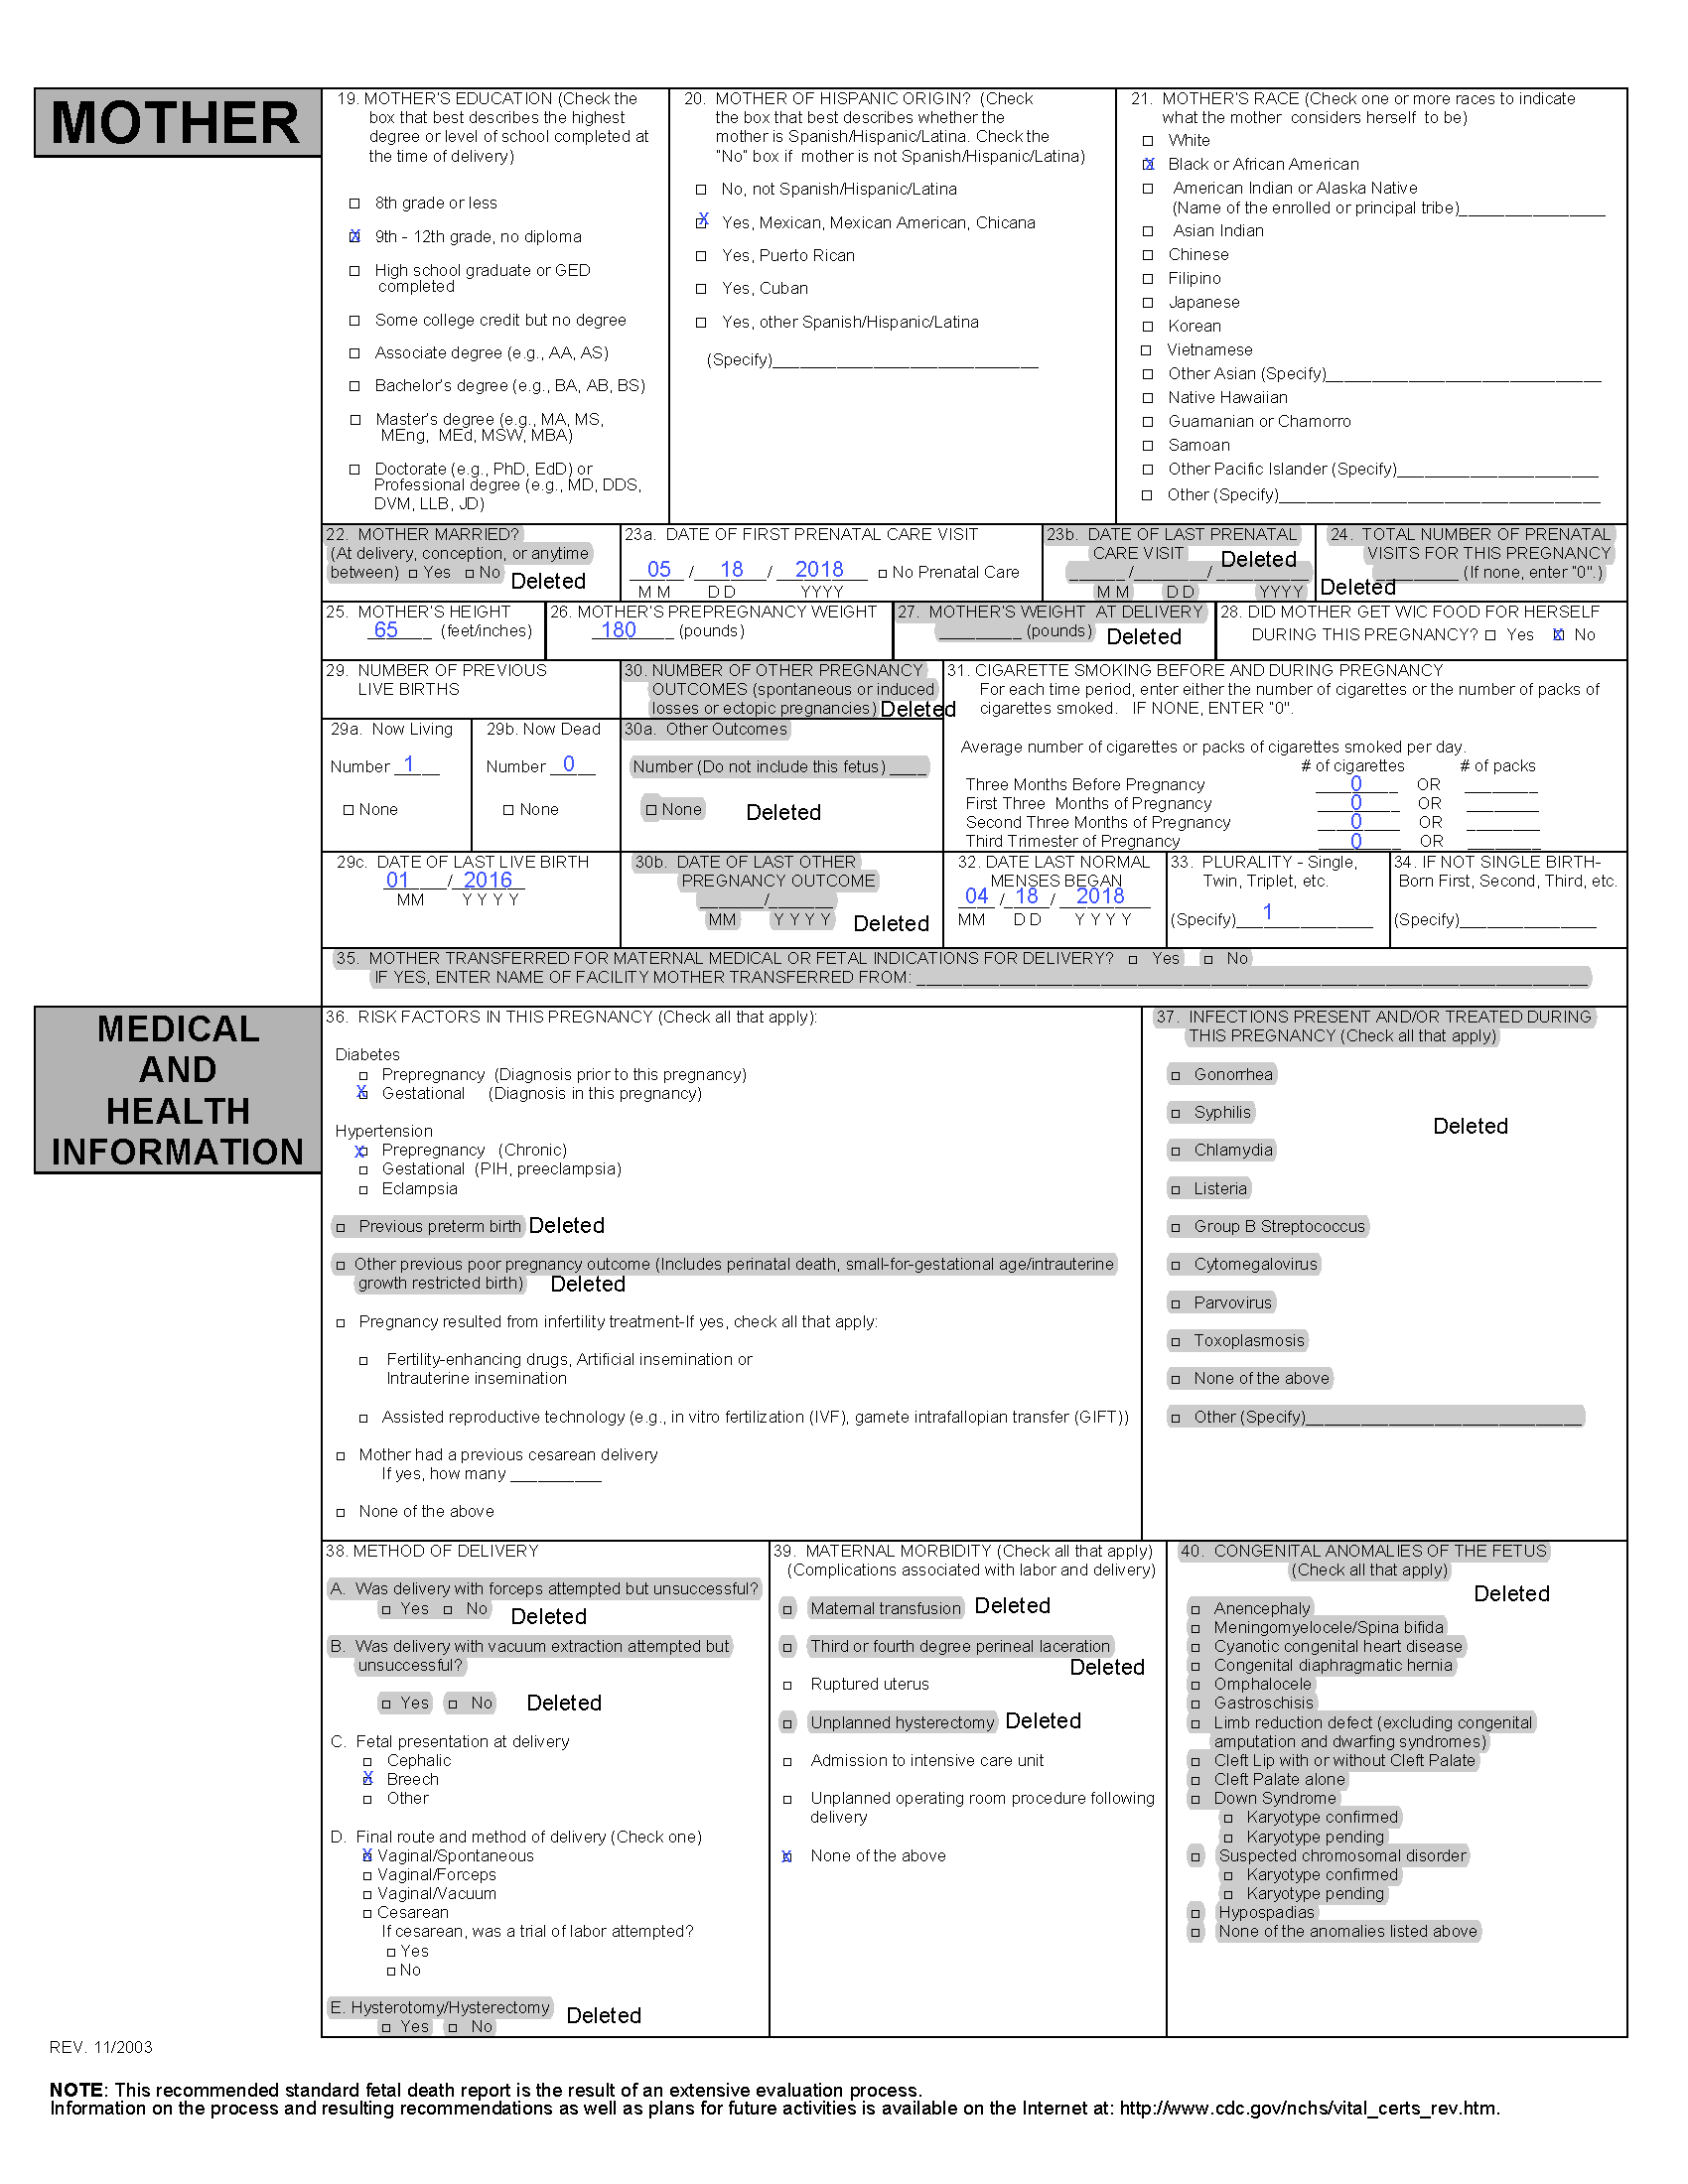 MOTHER
19. MOTHER'S EDUCATION (Check the
box that best describes the highest
degree or level of school completed at
the time of delivery)
8th grade or less
X 9th - 12th grade, no diploma
High school graduate or GED
completed
Some college credit but no degree
Associate degree (e.g., AA, AS)
Bachelor's degree (e.g., BA, AB, BS)
Master's degree (e.g., MA, MS,
MEng, MEd, MSW, MBA)
Doctorate (e.g., PhD, EdD) or
Professional degree (e.g., MD, DDS,
DVM, LLB, JD)
20. MOTHER OF HISPANIC ORIGIN? (Check
the box that best describes whether the
mother is Spanish/Hispanic/Latina. Check the
"No" box if mother is not Spanish/Hispanic/Latina)
No, not Spanish/Hispanic/Latina
X Yes, Mexican, Mexican American, Chicana
Yes, Puerto Rican
Yes, Cuban
Yes, other Spanish/Hispanic/Latina
(Specify)_____________________________
21. MOTHER'S RACE (Check one or more races to indicate
what the mother considers herself to be)
White
X Black or African American
American Indian or Alaska Native
(Name of the enrolled or principal tribe)________________
Asian Indian
Chinese
Filipino
Japanese
Korean
Vietnamese
Other Asian (Specify)______________________________
Native Hawaiian
Guamanian or Chamorro
Samoan
Other Pacific Islander (Specify)______________________
Other (Specify)___________________________________
22. MOTHER MARRIED?
(At delivery, conception, or anytime
between) Yes No Deleted
23a. DATE OF FIRST PRENATAL CARE VISIT
05 / 18 / 2018 No Prenatal Care
M M D D YYYY
23b. DATE OF LAST PRENATAL
CARE VISIT Deleted
______ /________/ __________
M M D D YYYY
24. TOTAL NUMBER OF PRENATAL
VISITS FOR THIS PREGNANCY
_________ (If none, enter "0".)
Deleted
25. MOTHER'S HEIGHT
65 (feet/inches)
26. MOTHER'S PREPREGNANCY WEIGHT
180 (pounds)
27. MOTHER'S WEIGHT AT DELIVERY
_________ (pounds) Deleted
28. DID MOTHER GET WIC FOOD FOR HERSELF
DURING THIS PREGNANCY? Yes X No
29. NUMBER OF PREVIOUS
LIVE BIRTHS
29a. Now Living
Number 1
None
29b. Now Dead
Number 0
None
30. NUMBER OF OTHER PREGNANCY
OUTCOMES (spontaneous or induced
losses or ectopic pregnancies) Deleted
30a. Other Outcomes
Number (Do not include this fetus) ____
None Deleted
31. CIGARETTE SMOKING BEFORE AND DURING PREGNANCY
For each time period, enter either the number of cigarettes or the number of packs of
cigarettes smoked. IF NONE, ENTER "0".
Average number of cigarettes or packs of cigarettes smoked per day.
# of cigarettes # of packs
Three Months Before Pregnancy 0 OR ________
First Three Months of Pregnancy 0 OR ________
Second Three Months of Pregnancy 0 OR ________
Third Trimester of Pregnancy 0 OR ________
29c. DATE OF LAST LIVE BIRTH
01 / 2016
MM Y Y Y Y
30b. DATE OF LAST OTHER
PREGNANCY OUTCOME
_______/_______
MM Y Y Y Y Deleted
32. DATE LAST NORMAL
MENSES BEGAN
04 / 18 / 2018
MM D D Y Y Y Y
33. PLURALITY - Single,
Twin, Triplet, etc.
(Specify) 1
34. IF NOT SINGLE BIRTH-
Born First, Second, Third, etc.
(Specify)_______________
35. MOTHER TRANSFERRED FOR MATERNAL MEDICAL OR FETAL INDICATIONS FOR DELIVERY? Yes No
IF YES, ENTER NAME OF FACILITY MOTHER TRANSFERRED FROM: ____________________
MEDICAL
AND
HEALTH
INFORMATION
36. RISK FACTORS IN THIS PREGNANCY (Check all that apply):
Diabetes
Prepregnancy (Diagnosis prior to this pregnancy)
X Gestational (Diagnosis in this pregnancy)
Hypertension
X Prepregnancy (Chronic)
Gestational (PIH, preeclampsia)
Eclampsia
Previous preterm birth Deleted
Other previous poor pregnancy outcome (Includes perinatal death, small-for-gestational age/intrauterine
growth restricted birth) Deleted
Pregnancy resulted from infertility treatment-If yes, check all that apply:
Fertility-enhancing drugs, Artificial insemination or
Intrauterine insemination
Assisted reproductive technology (e.g., in vitro fertilization (IVF), gamete intrafallopian transfer (GIFT))
Mother had a previous cesarean delivery
If yes, how many __________
None of the above
37. INFECTIONS PRESENT AND/OR TREATED DURING
THIS PREGNANCY (Check all that apply)
Gonorrhea
Syphilis
Deleted
Chlamydia
Listeria
Group B Streptococcus
Cytomegalovirus
Parvovirus
Toxoplasmosis
None of the above
Other (Specify)______________________________
38. METHOD OF DELIVERY
A. Was delivery with forceps attempted but unsuccessful?
Yes No Deleted
B. Was delivery with vacuum extraction attempted but
unsuccessful?
Yes No Deleted
C. Fetal presentation at delivery
Cephalic
X Breech
Other
D. Final route and method of delivery (Check one)
X Vaginal/Spontaneous
Vaginal/Forceps
Vaginal/Vacuum
Cesarean
If cesarean, was a trial of labor attempted?
Yes
No
E. Hysterotomy/Hysterectomy Deleted
Yes No
39. MATERNAL MORBIDITY (Check all that apply)
(Complications associated with labor and delivery)
Maternal transfusion Deleted
Third or fourth degree perineal laceration
Deleted
Ruptured uterus
Unplanned hysterectomy Deleted
Admission to intensive care unit
Unplanned operating room procedure following
delivery
X None of the above
40. CONGENITAL ANOMALIES OF THE FETUS
(Check all that apply)
Deleted
Anencephaly
Meningomyelocele/Spina bifida
Cyanotic congenital heart disease
Congenital diaphragmatic hernia
Omphalocele
Gastroschisis
Limb reduction defect (excluding congenital
amputation and dwarfing syndromes)
Cleft Lip with or without Cleft Palate
Cleft Palate alone
Down Syndrome
Karyotype confirmed
Karyotype pending
Suspected chromosomal disorder
Karyotype confirmed
Karyotype pending
Hypospadias
None of the anomalies listed above
REV. 11/2003
NOTE: This recommended standard fetal death report is the result of an extensive evaluation process.
Information on the process and resulting recommendations as well as plans for future activities is available on the Internet at: http://www.cdc.gov/nchs/vital_certs_rev.htm.